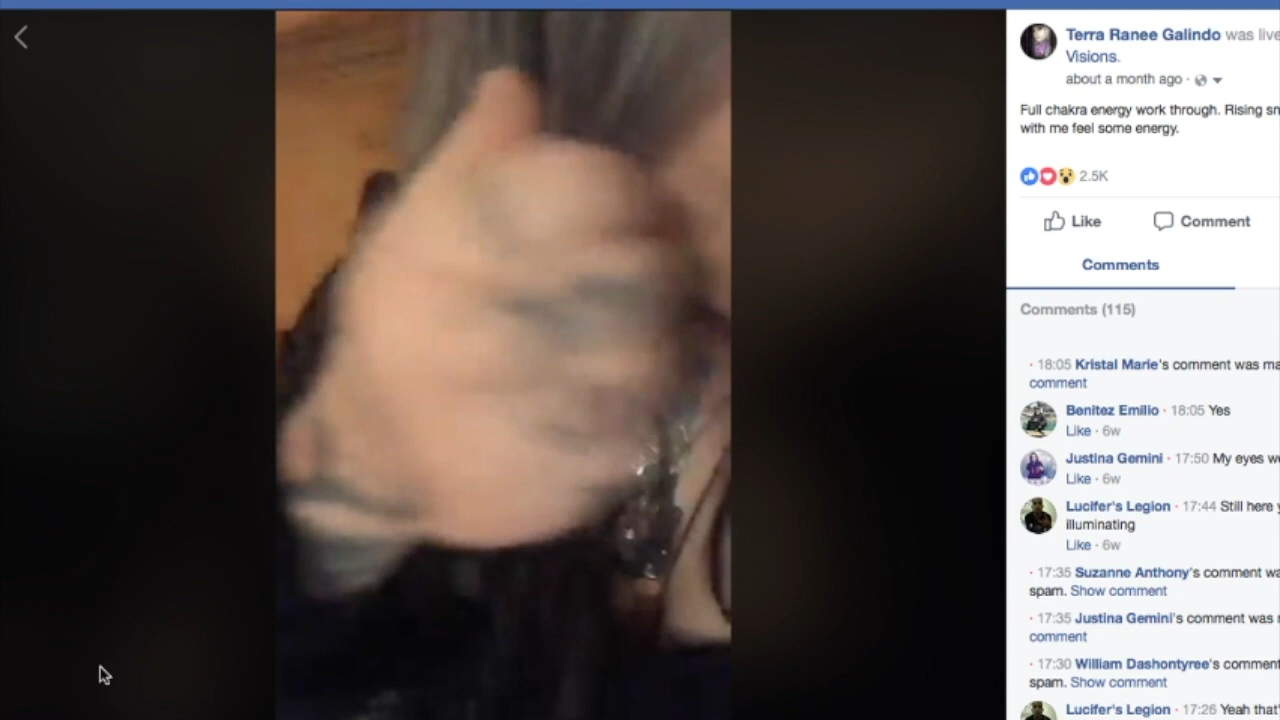 Terra Ranee Galindo was live
Visions.
about a month ago ·
Full chakra energy work through. Rising sn
with me feel some energy.
2.5K
Like Comment
Comments
Comments (115)
· 18:05 Kristal Marie's comment was ma
comment
Benitez Emilio · 18:05 Yes
Like · 6w
Justina Gemini · 17:50 My eyes we
Like · 6w
Lucifer's Legion · 17:44 Still here y
illuminating
Like · 6w
· 17:35 Suzanne Anthony's comment wa
spam. Show comment
· 17:35 Justina Gemini's comment was
comment
· 17:30 William Dashontyree's comment
spam. Show comment
Lucifer's Legion · 17:26 Yeah that'